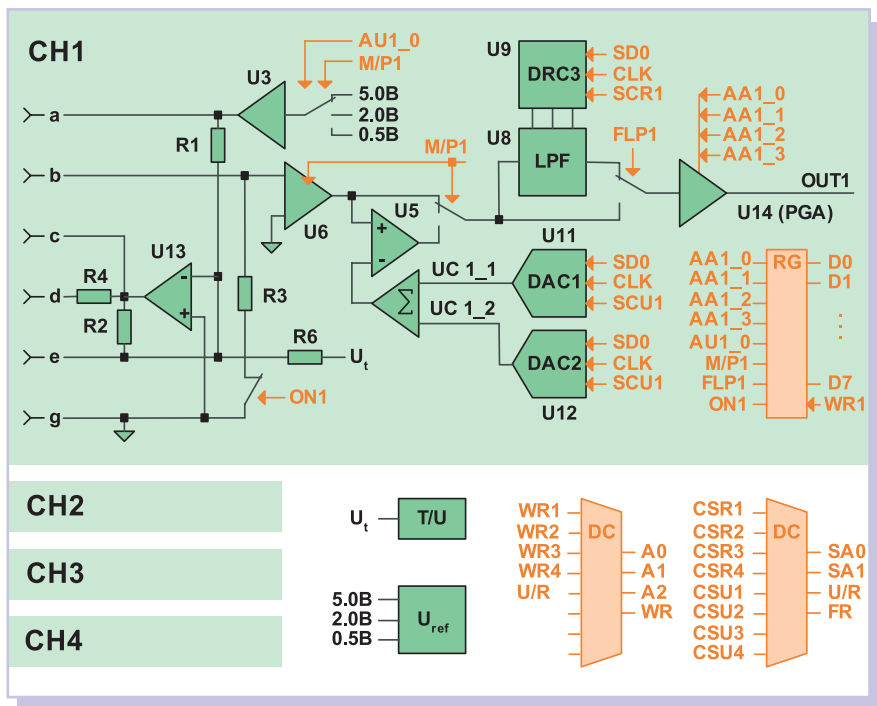 CH1
AU1_0
M/P1
U3
5.0B
2.0B
0.5B
a
R1
b
M/P1
U6
U5
+
-
c
U13
-
+
R4
d
R2
R3
e
R6
Ut
ON1
g
U9
DRC3
SD0
CLK
SCR1
U8
LPF
FLP1
AA1_0
AA1_1
AA1_2
AA1_3
OUT1
U14 (PGA)
Σ
UC 1_1
UC 1_2
U11
DAC1
SD0
CLK
SCU1
DAC2
SD0
CLK
SCU1
U12
AA1_0
AA1_1
AA1_2
AA1_3
AU1_0
M/P1
FLP1
ON1
RG
D0
D1
D7
WR1
CH2
CH3
CH4
Ut
T/U
5.0B
2.0B
0.5B
Uref
WR1
WR2
WR3
WR4
U/R
DC
A0
A1
A2
WR
CSR1
CSR2
CSR3
CSR4
CSU1
CSU2
CSU3
CSU4
DC
SA0
SA1
U/R
FR